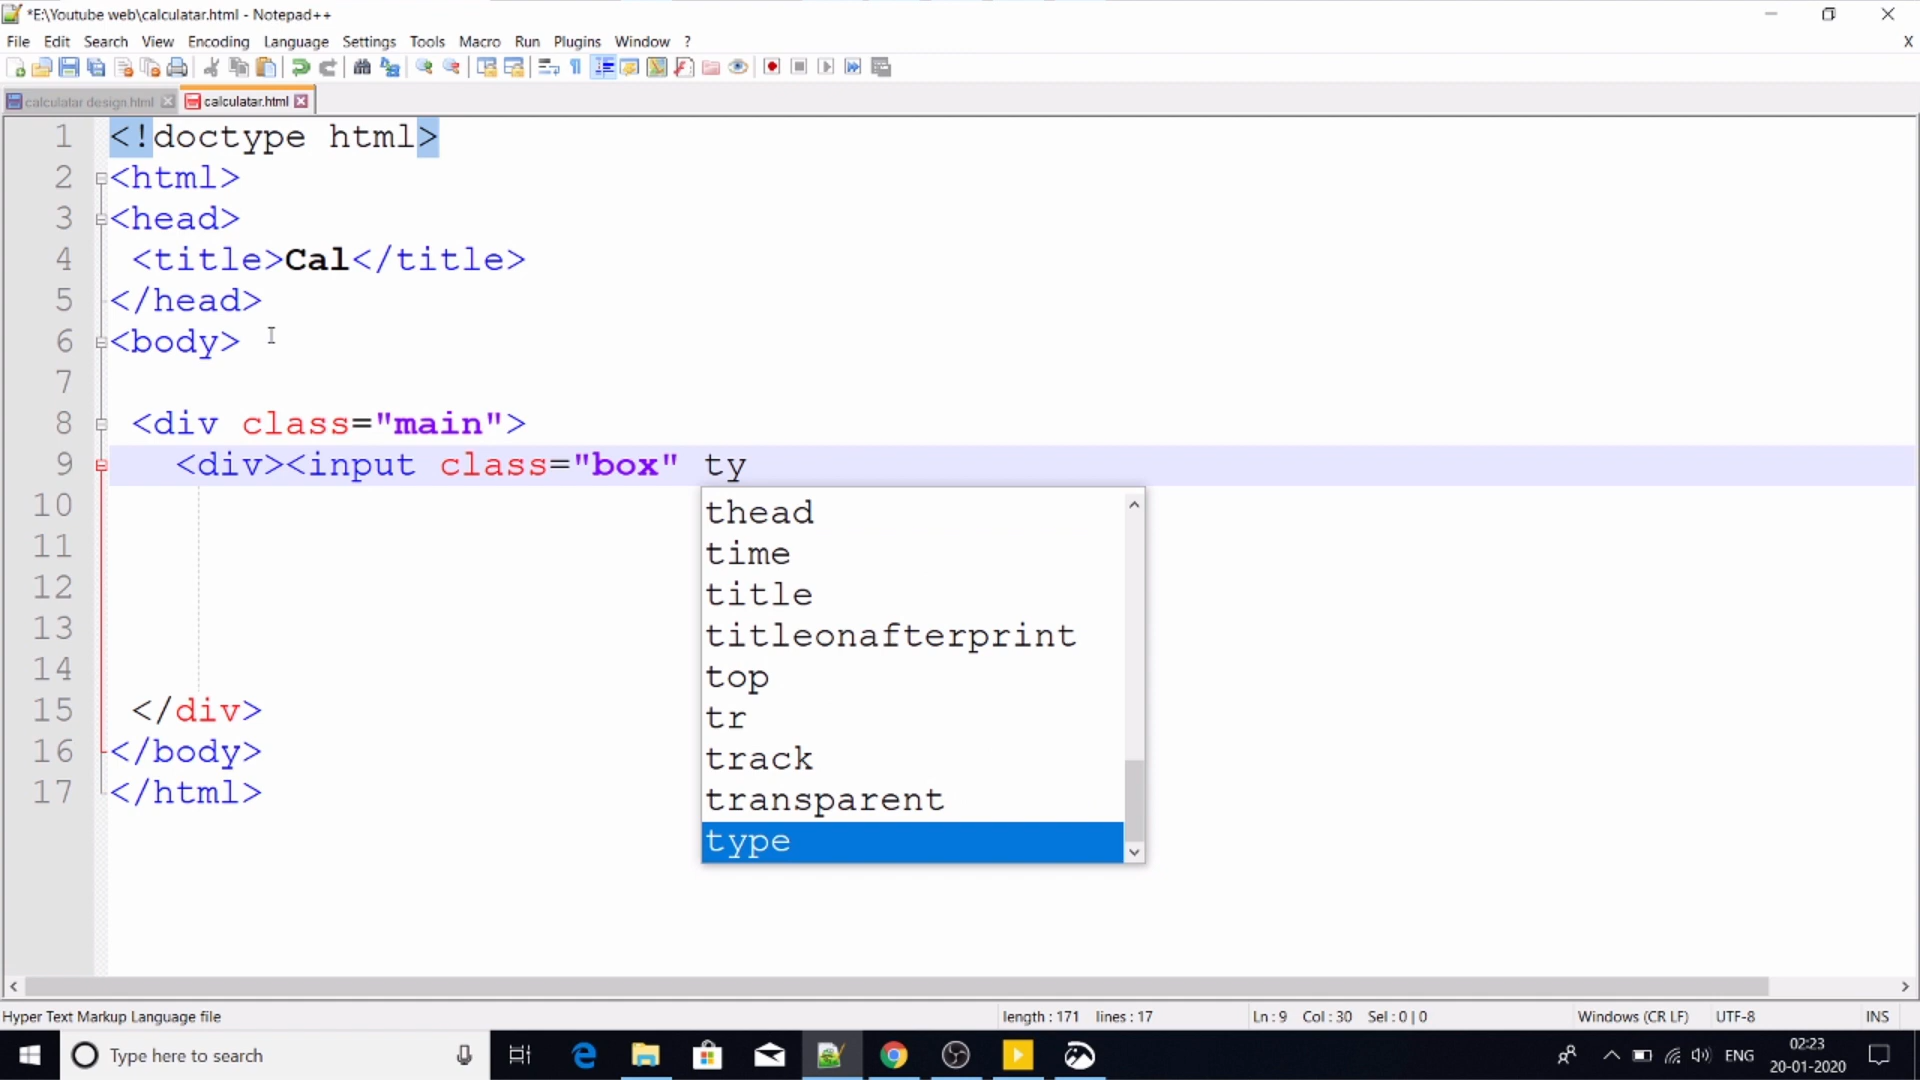 *E:\Youtube web\calculatar.html - Notepad++
File Edit Search View Encoding Language Settings Tools Macro Run Plugins Window ? X
calculatar design.html calculatar.html
1 <!doctype html>
2 <html>
3 <head>
4 <title>Cal</title>
5 </head>
6 <body>
7
8 <div class="main">
9 <div><input class="box" ty
10
thead
11
time
12
title
13
titleonafterprint
14
top
15 </div>
tr
16 </body>
track
17 </html>
transparent
type
Hyper Text Markup Language file length : 171 lines : 17 Ln : 9 Col : 30 Sel : 0 | 0 Windows (CR LF) UTF-8 INS
Type here to search ENG 02:23
20-01-2020